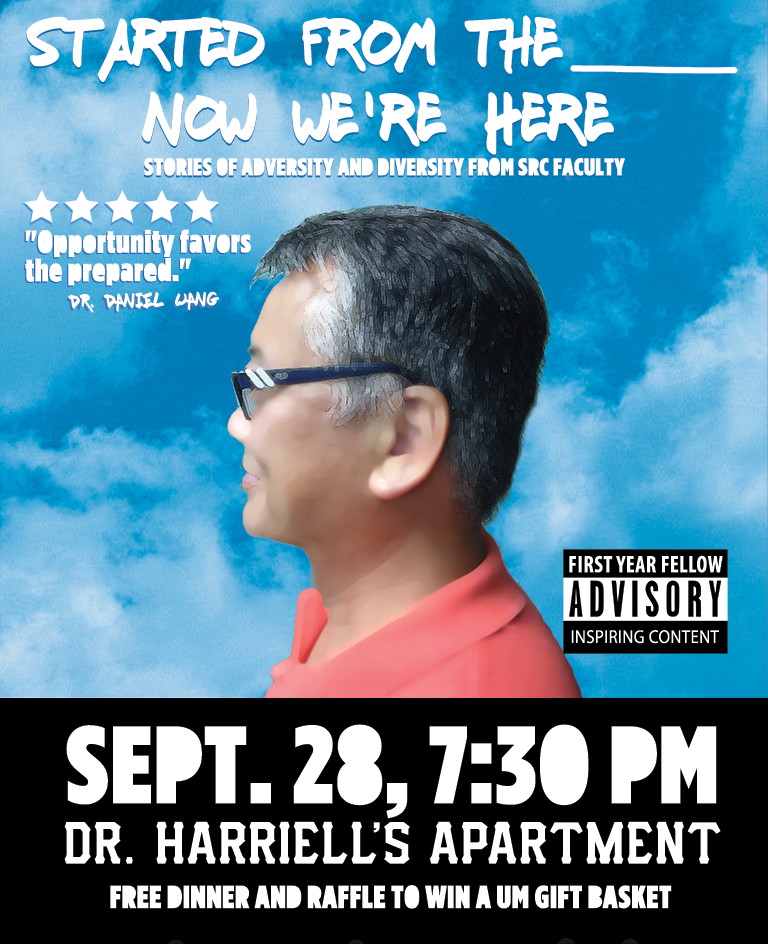 STARTED FROM THE______
NOW WE'RE HERE
STORIES OF ADVERSITY AND DIVERSITY FROM SRC FACULTY
"Opportunity favors
the prepared."
DR. DANIEL WANG
FIRST YEAR FELLOW
ADVISORY
INSPIRING CONTENT
SEPT. 28, 7:30 PM
DR. HARRIELL'S APARTMENT
FREE DINNER AND RAFFLE TO WIN A UM GIFT BASKET